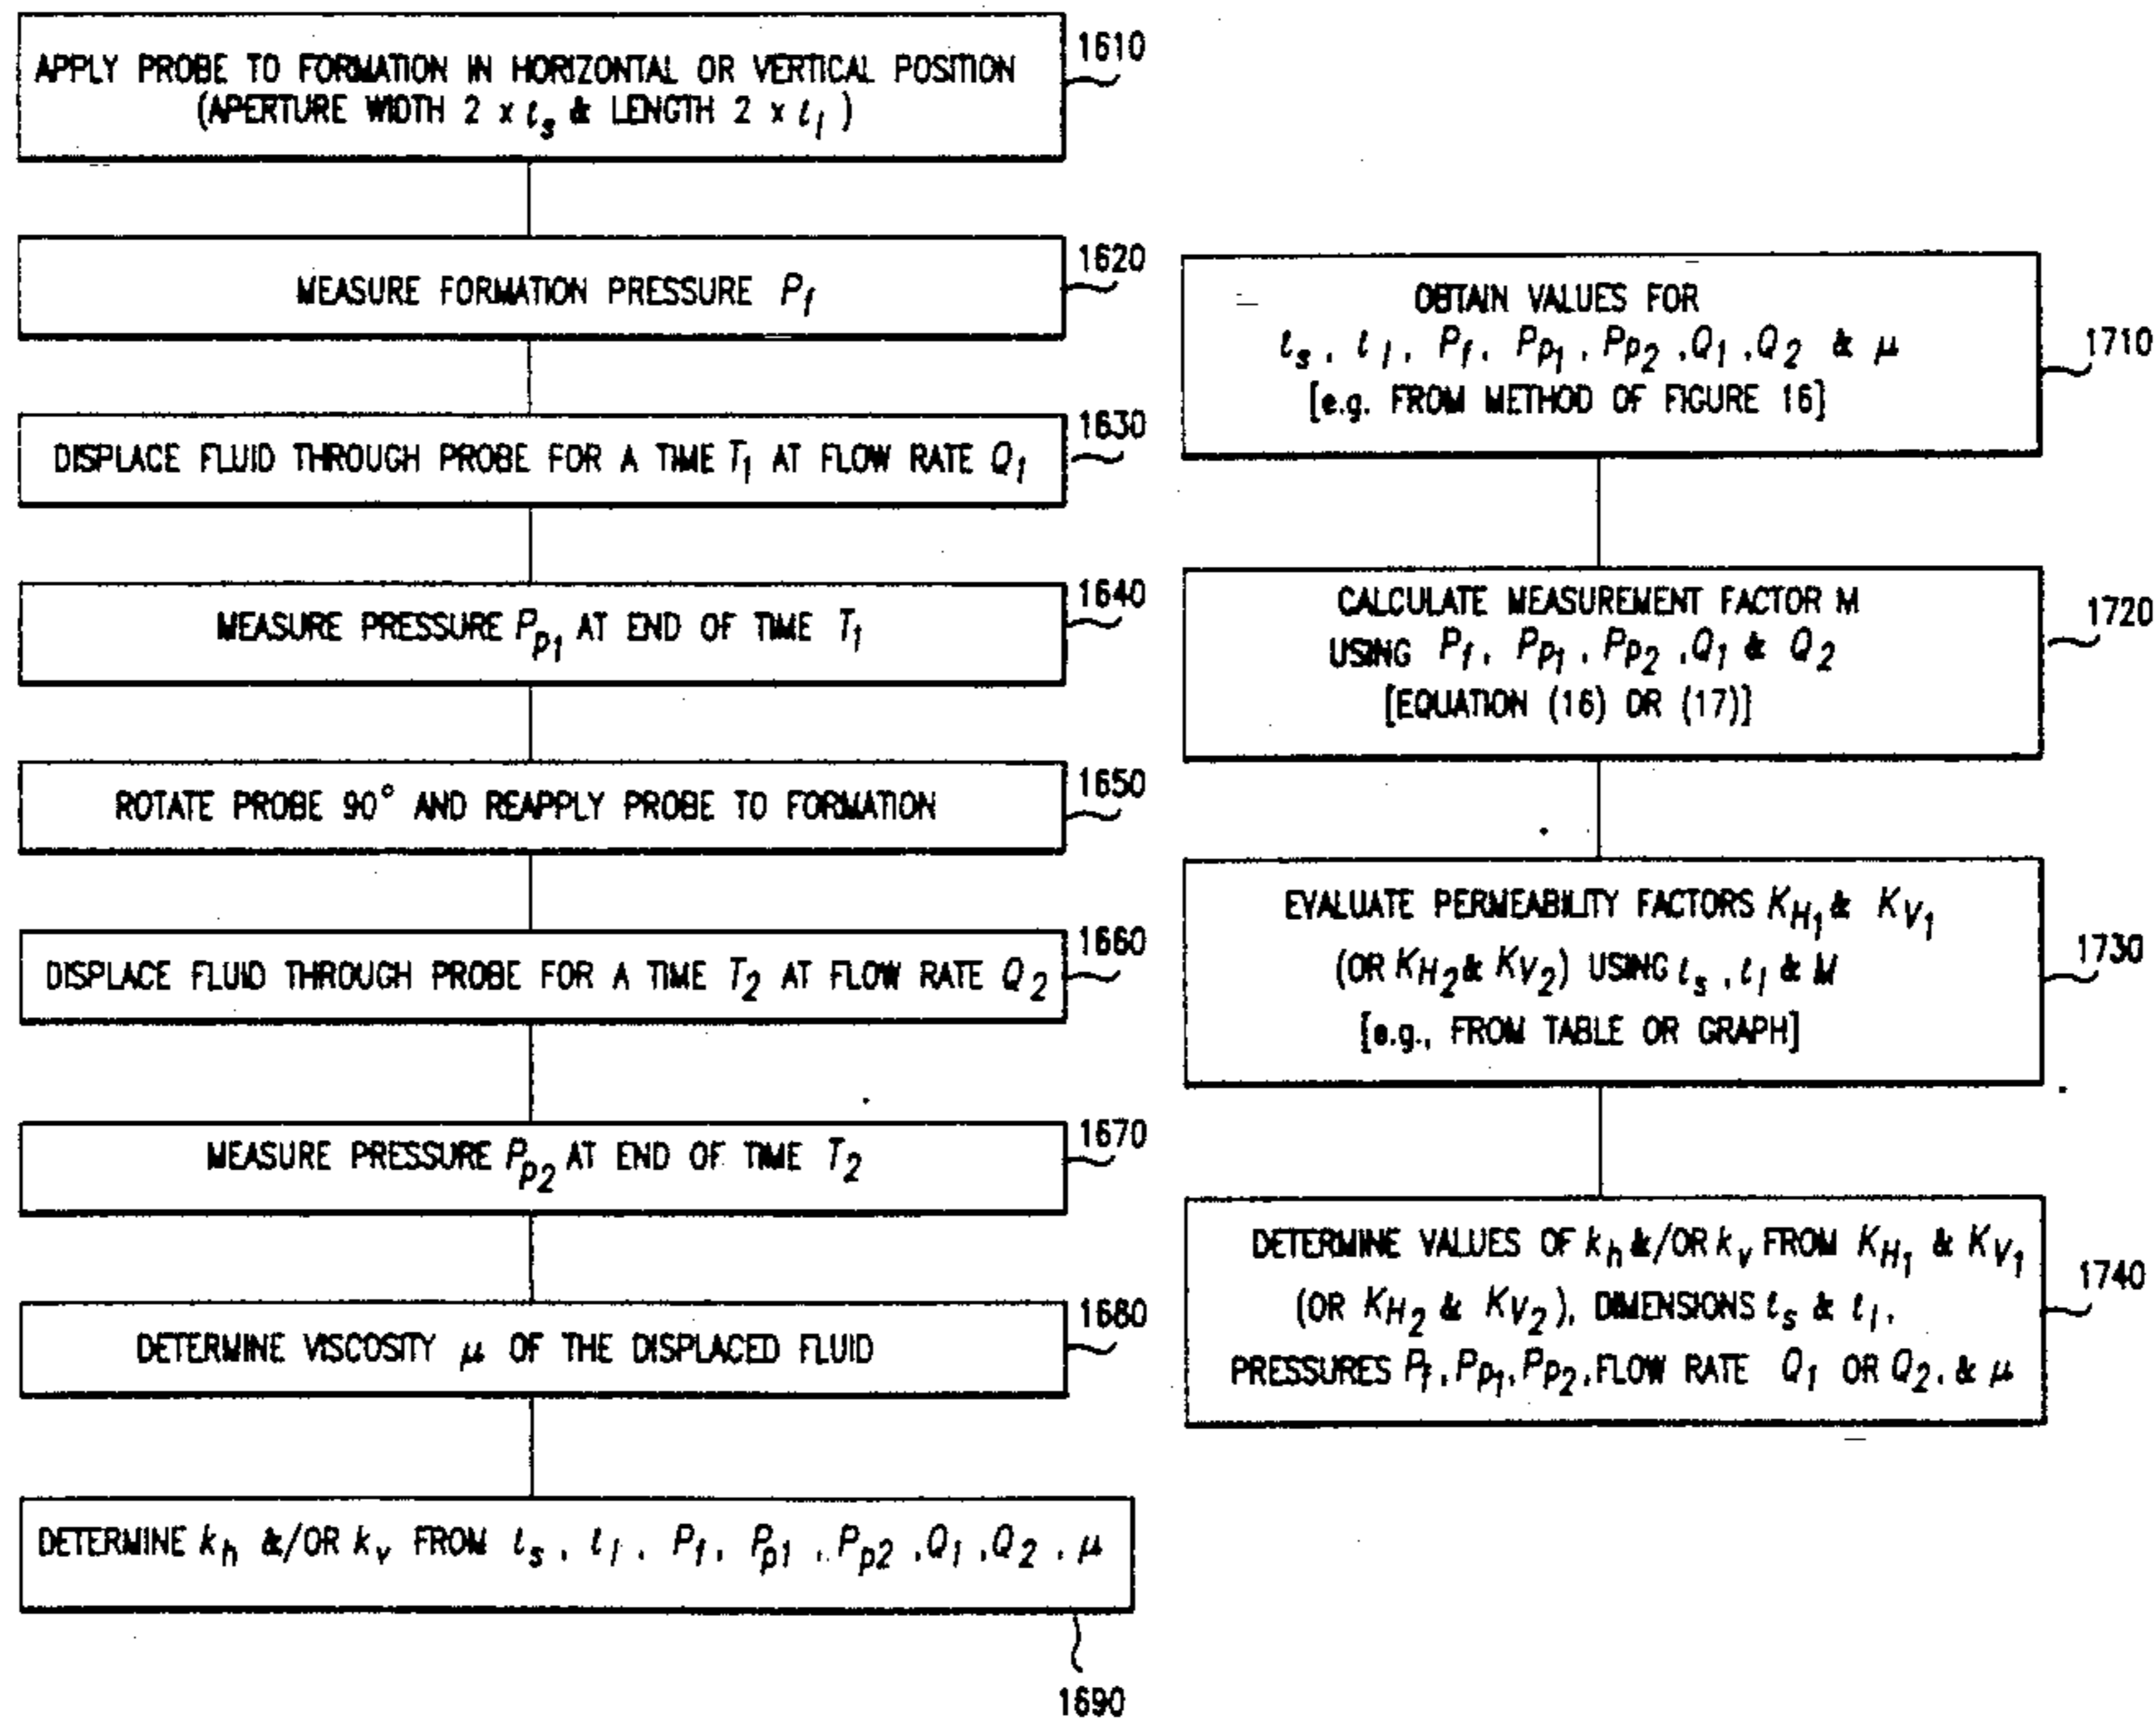 APPLY PROBE TO FORMATION IN HORIZONTAL OR VERTICAL POSITION
(APERTURE WIDTH 2 x ℓs & LENGTH 2 x ℓl)
1610
MEASURE FORMATION PRESSURE Pf
1620
DISPLACE FLUID THROUGH PROBE FOR A TIME T1 AT FLOW RATE Q1
1630
MEASURE PRESSURE Pp1 AT END OF TIME T1
1640
ROTATE PROBE 90° AND REAPPLY PROBE TO FORMATION
1650
DISPLACE FLUID THROUGH PROBE FOR A TIME T2 AT FLOW RATE Q2
1660
MEASURE PRESSURE Pp2 AT END OF TIME T2
1670
DETERMINE VISCOSITY μ OF THE DISPLACED FLUID
1680
DETERMINE kh &/OR kv FROM ℓs, ℓl, Pf, Pp1, Pp2, Q1, Q2, μ
1690
OBTAIN VALUES FOR
ℓs, ℓl, Pf, Pp1, Pp2, Q1, Q2 & μ
[e.g. FROM METHOD OF FIGURE 16]
1710
CALCULATE MEASUREMENT FACTOR M
USING Pf, Pp1, Pp2, Q1 & Q2
[EQUATION (16) OR (17)]
1720
EVALUATE PERMEABILITY FACTORS KH1 & KV1
(OR KH2 & KV2) USING ℓs, ℓl & M
[e.g., FROM TABLE OR GRAPH]
1730
DETERMINE VALUES OF kh &/OR kv FROM KH1 & KV1
(OR KH2 & KV2), DIMENSIONS ℓs & ℓl,
PRESSURES Pf, Pp1, Pp2, FLOW RATE Q1 OR Q2, & μ
1740